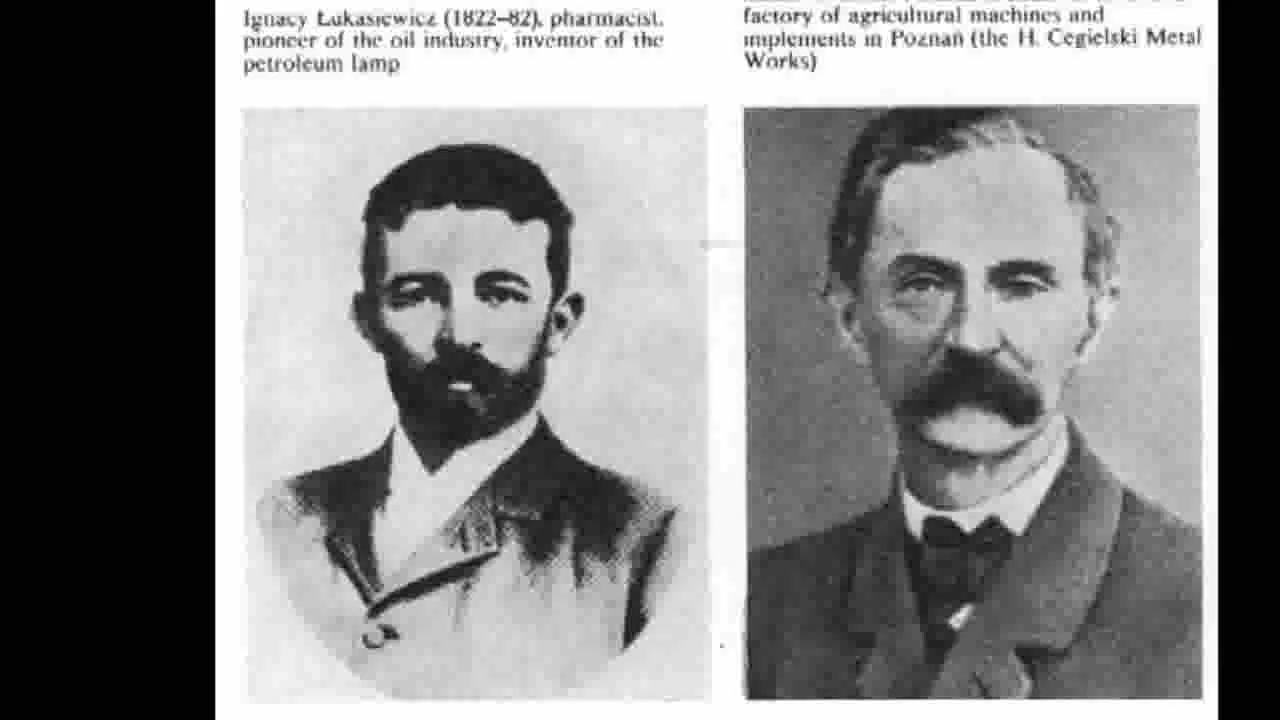 Ignacy Łukasiewicz (1822–82), pharmacist,
pioneer of the oil industry, inventor of the
petroleum lamp
factory of agricultural machines and
implements in Poznań (the H. Cegielski Metal
Works)